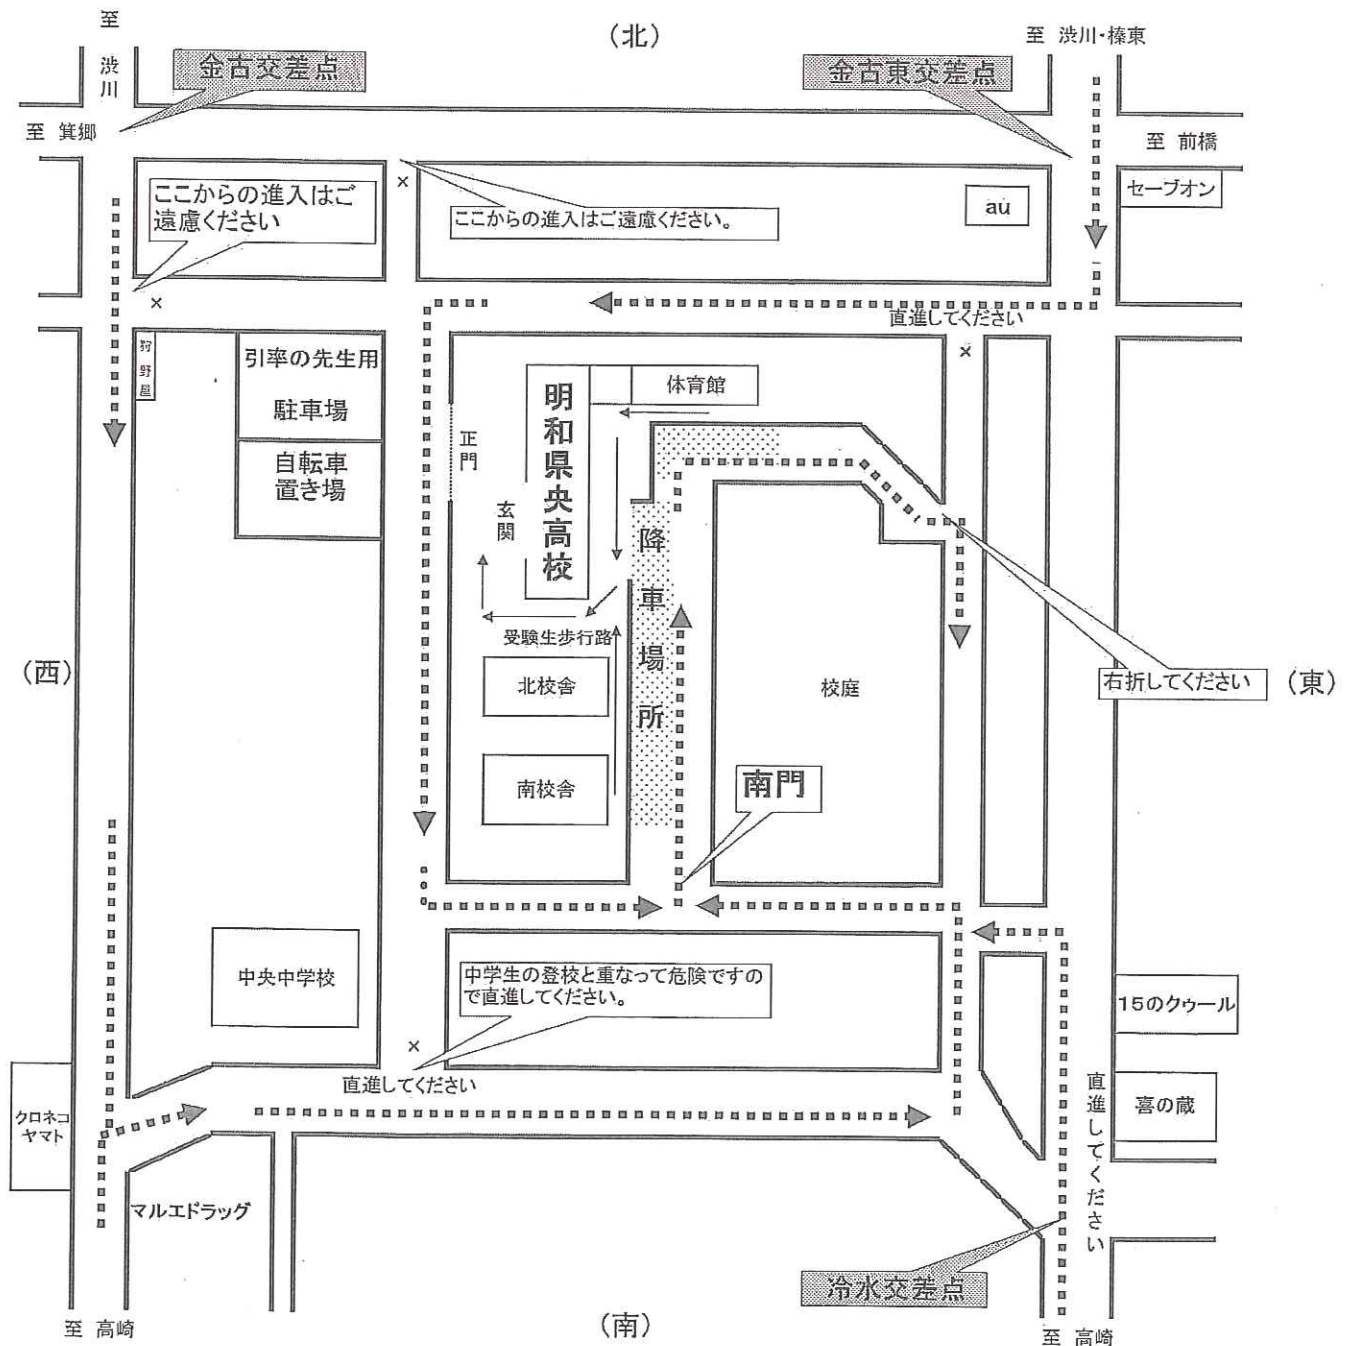 至
渋
川
(北)
至 渋川・榛東
金古交差点
金古東交差点
至 箕郷
至 前橋
ここからの進入はご
遠慮ください
ここからの進入はご遠慮ください。
au
セーブオン
×
×
直進してください
×
狩
野
屋
引率の先生用
駐車場
自転車
置き場
正
門
玄
関
明
和
県
央
高
校
体育館
降
車
場
所
受験生歩行路
北校舎
南校舎
校庭
南門
(西)
右折してください
(東)
中央中学校
中学生の登校と重なって危険ですの
で直進してください。
×
直進してください
15のクゥール
喜の蔵
直進してください
クロネコ
ヤマト
マルエドラッグ
冷水交差点
至 高崎
(南)
至 高崎